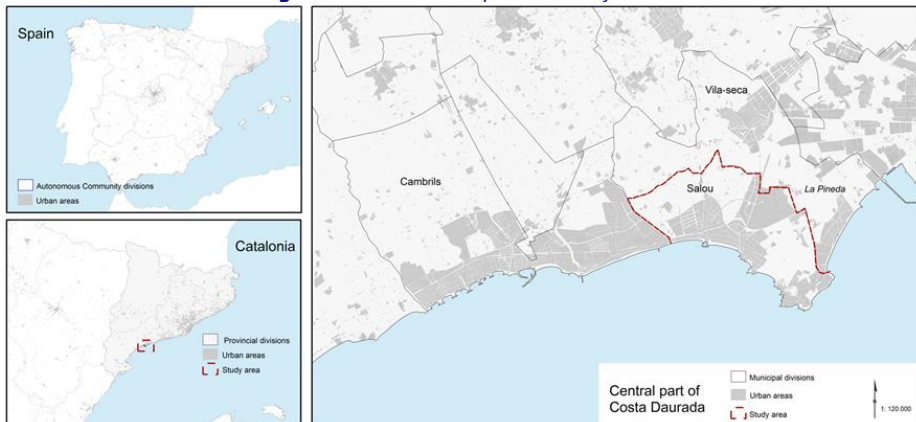 Spain
Autonomous Community divisions
Urban areas
Catalonia
Provincial divisions
Urban areas
Study area
Vila-seca
Cambrils
Salou
La Pineda
Central part of
Costa Daurada
Municipal divisions
Urban areas
Study area
1: 120.000